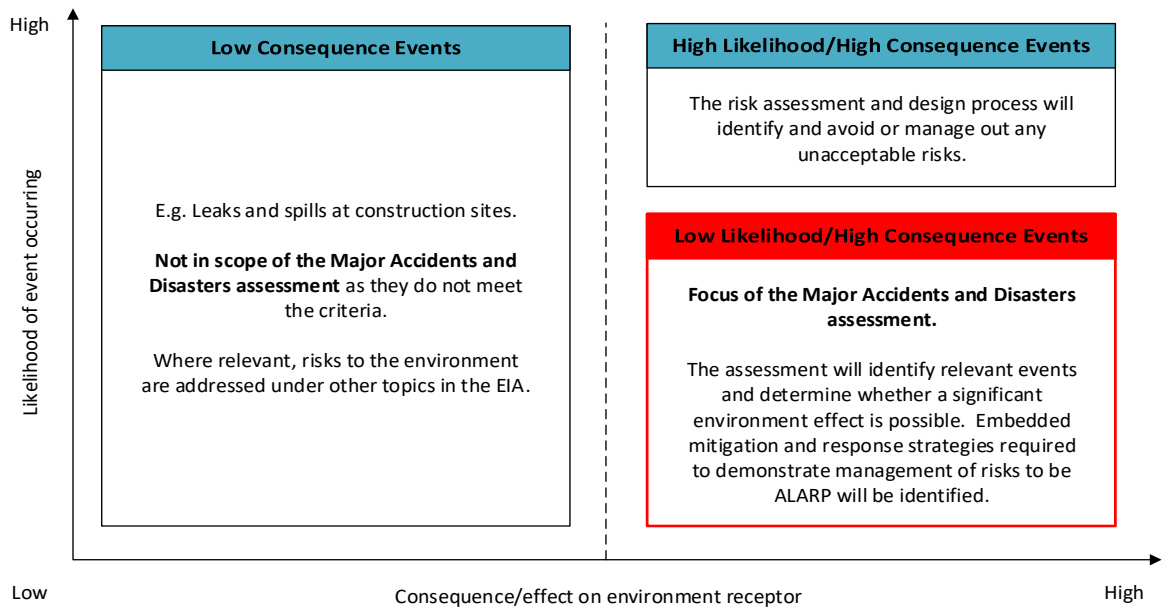 High
Likelihood of event occurring
Low Consequence Events
E.g. Leaks and spills at construction sites.
Not in scope of the Major Accidents and
Disasters assessment as they do not meet
the criteria.
Where relevant, risks to the environment
are addressed under other topics in the EIA.
High Likelihood/High Consequence Events
The risk assessment and design process will
identify and avoid or manage out any
unacceptable risks.
Low Likelihood/High Consequence Events
Focus of the Major Accidents and Disasters
assessment.
The assessment will identify relevant events
and determine whether a significant
environment effect is possible.  Embedded
mitigation and response strategies required
to demonstrate management of risks to be
ALARP will be identified.
Low
Consequence/effect on environment receptor
High